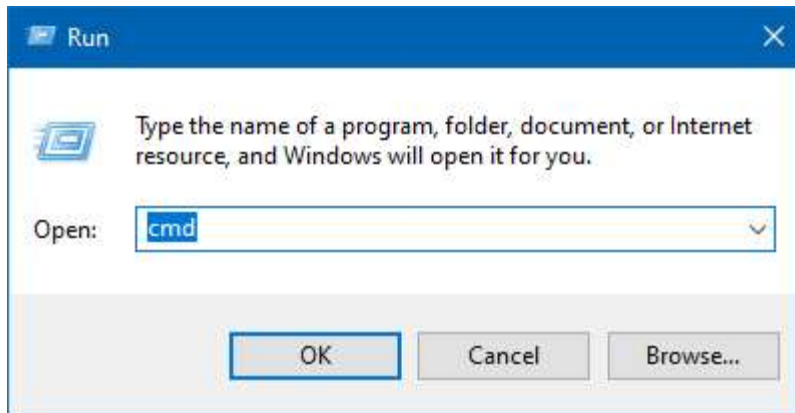 Run
Type the name of a program, folder, document, or Internet
resource, and Windows will open it for you.
Open: cmd
OK Cancel Browse...